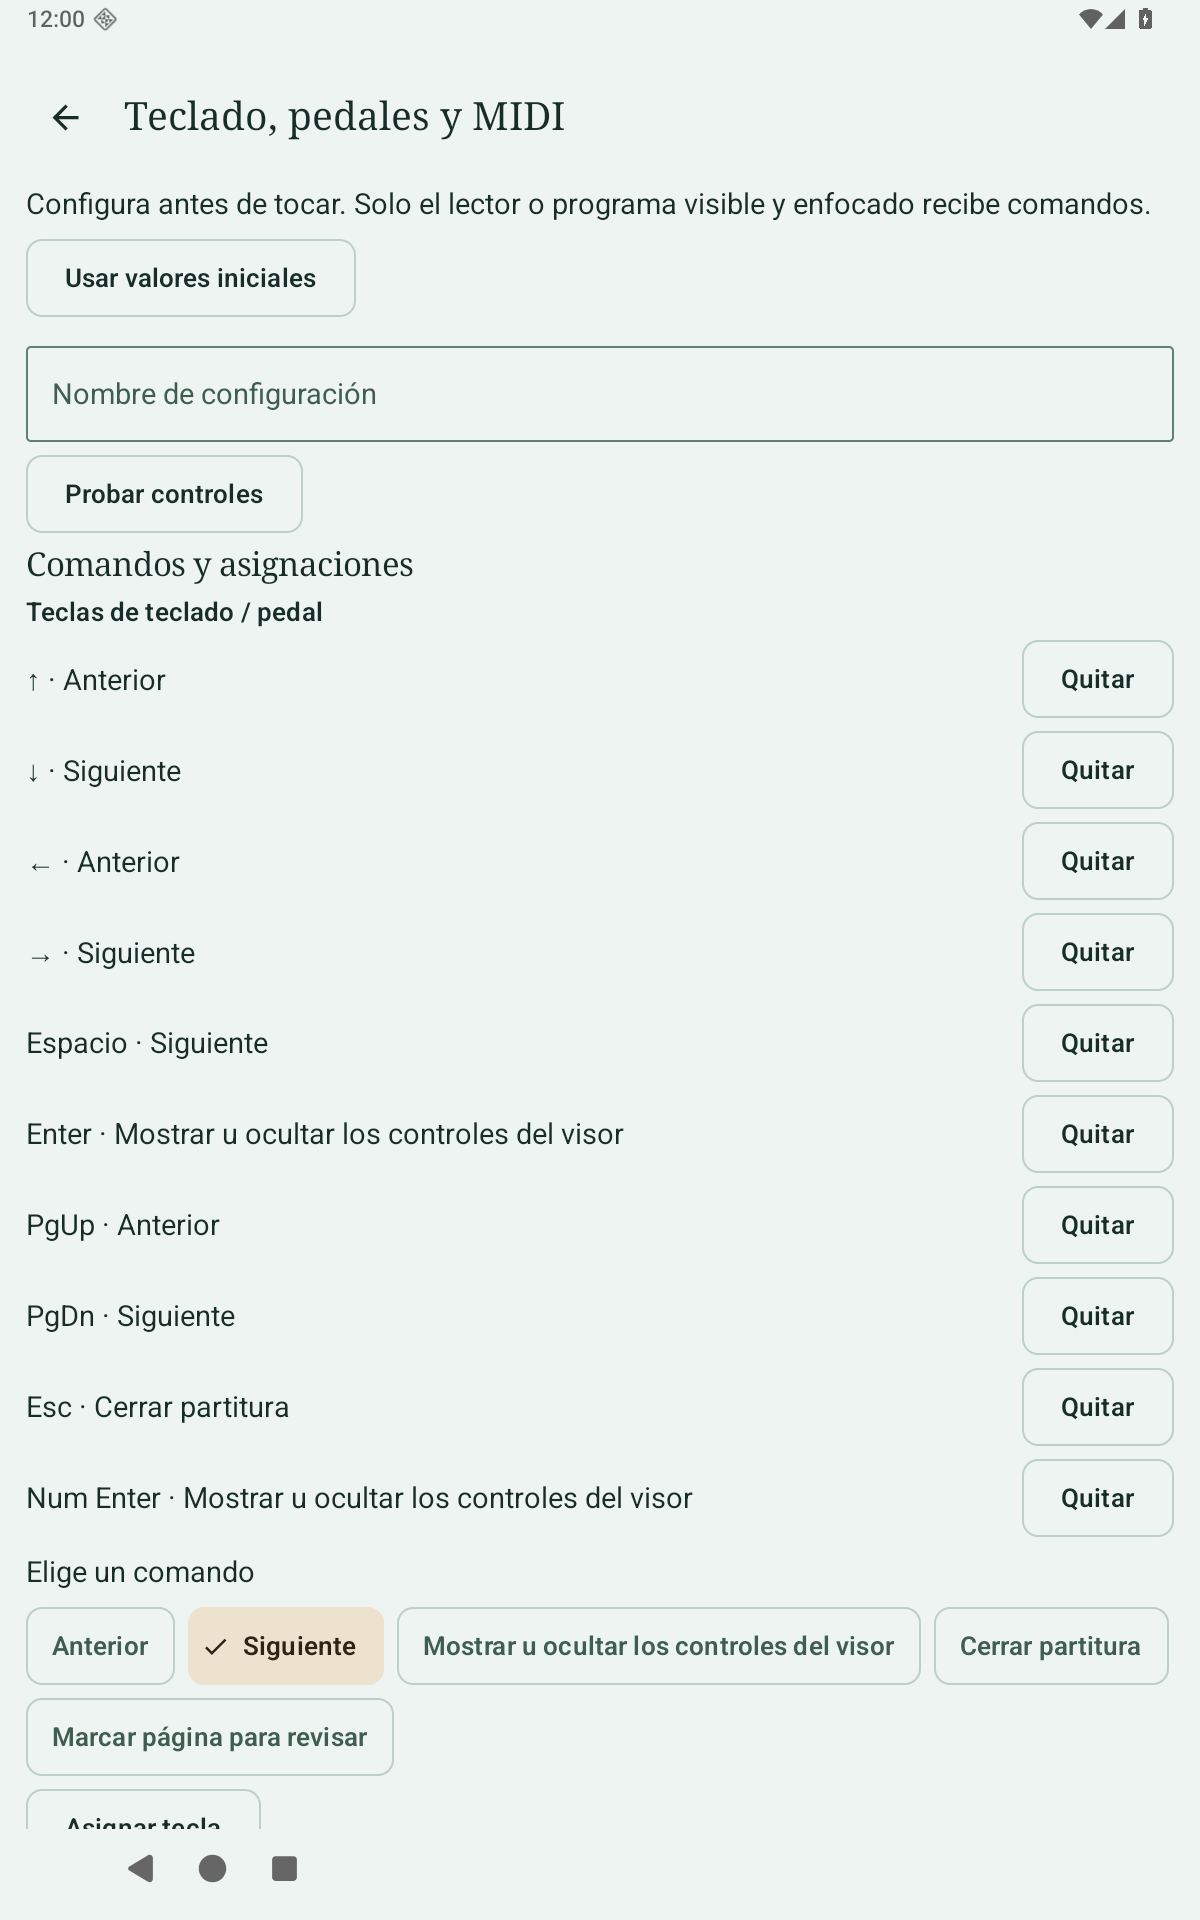 12:00
Teclado, pedales y MIDI
Configura antes de tocar. Solo el lector o programa visible y enfocado recibe comandos.
Usar valores iniciales
Nombre de configuración
Probar controles
Comandos y asignaciones
Teclas de teclado / pedal
↑ · Anterior Quitar
↓ · Siguiente Quitar
← · Anterior Quitar
→ · Siguiente Quitar
Espacio · Siguiente Quitar
Enter · Mostrar u ocultar los controles del visor Quitar
PgUp · Anterior Quitar
PgDn · Siguiente Quitar
Esc · Cerrar partitura Quitar
Num Enter · Mostrar u ocultar los controles del visor Quitar
Elige un comando
Anterior Siguiente Mostrar u ocultar los controles del visor Cerrar partitura
Marcar página para revisar
Asignar tecla